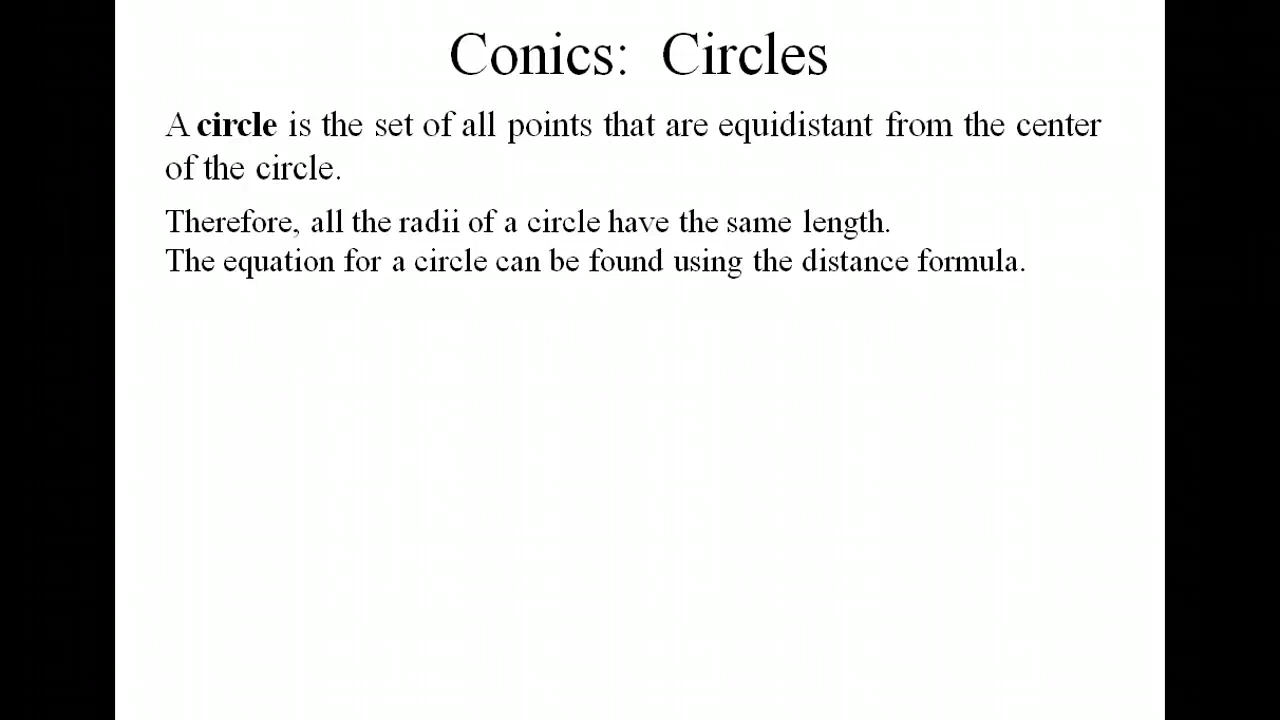 Conics: Circles
A circle is the set of all points that are equidistant from the center
of the circle.
Therefore, all the radii of a circle have the same length.
The equation for a circle can be found using the distance formula.